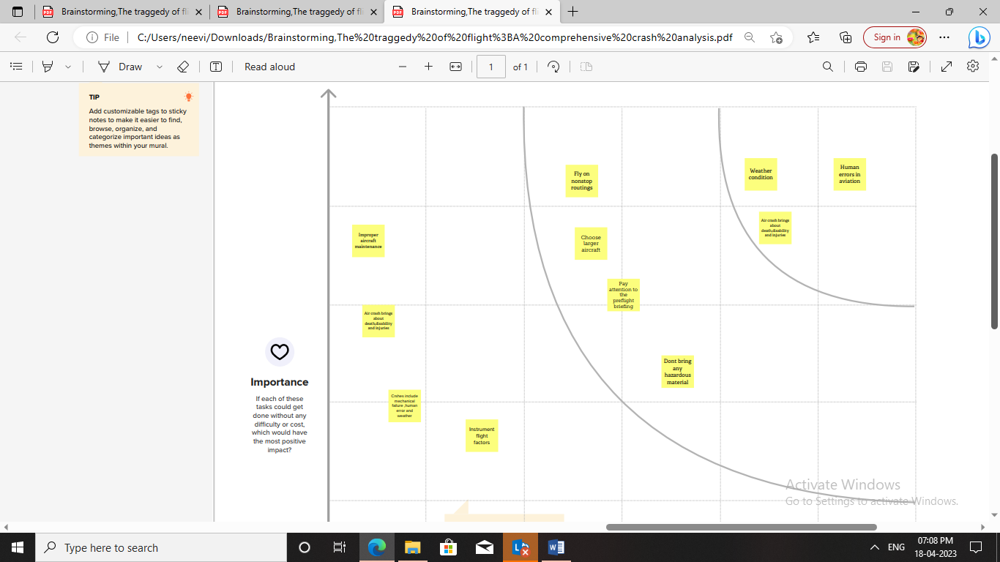 Brainstorming,The traggedy of fli
Brainstorming,The traggedy of fli
Brainstorming,The traggedy of fli
File
C:/Users/neevi/Downloads/Brainstorming,The%20traggedy%20of%20flight%3BA%20comprehensive%20crash%20analysis.pdf
Sign in
Draw
Read aloud
1
of 1
TIP
Add customizable tags to sticky
notes to make it easier to find,
browse, organize, and
categorize important ideas as
themes within your mural.
Fly on
nonstop
routings
Weather
condition
Human
errors in
aviation
Air crash brings
about
death,disability
and injuries
Improper
aircraft
maintenance
Choose
larger
aircraft
Pay
attention to
the
preflight
briefing
Air crash brings
about
death,disability
and injuries
Dont bring
any
hazardous
material
Importance
If each of these
tasks could get
done without any
difficulty or cost,
which would have
the most positive
impact?
Crshes include
mechanical
failure ,human
error and
weather
Instrument
flight
factors
Activate Windows
Go to Settings to activate Windows.
Type here to search
ENG
07:08 PM
18-04-2023